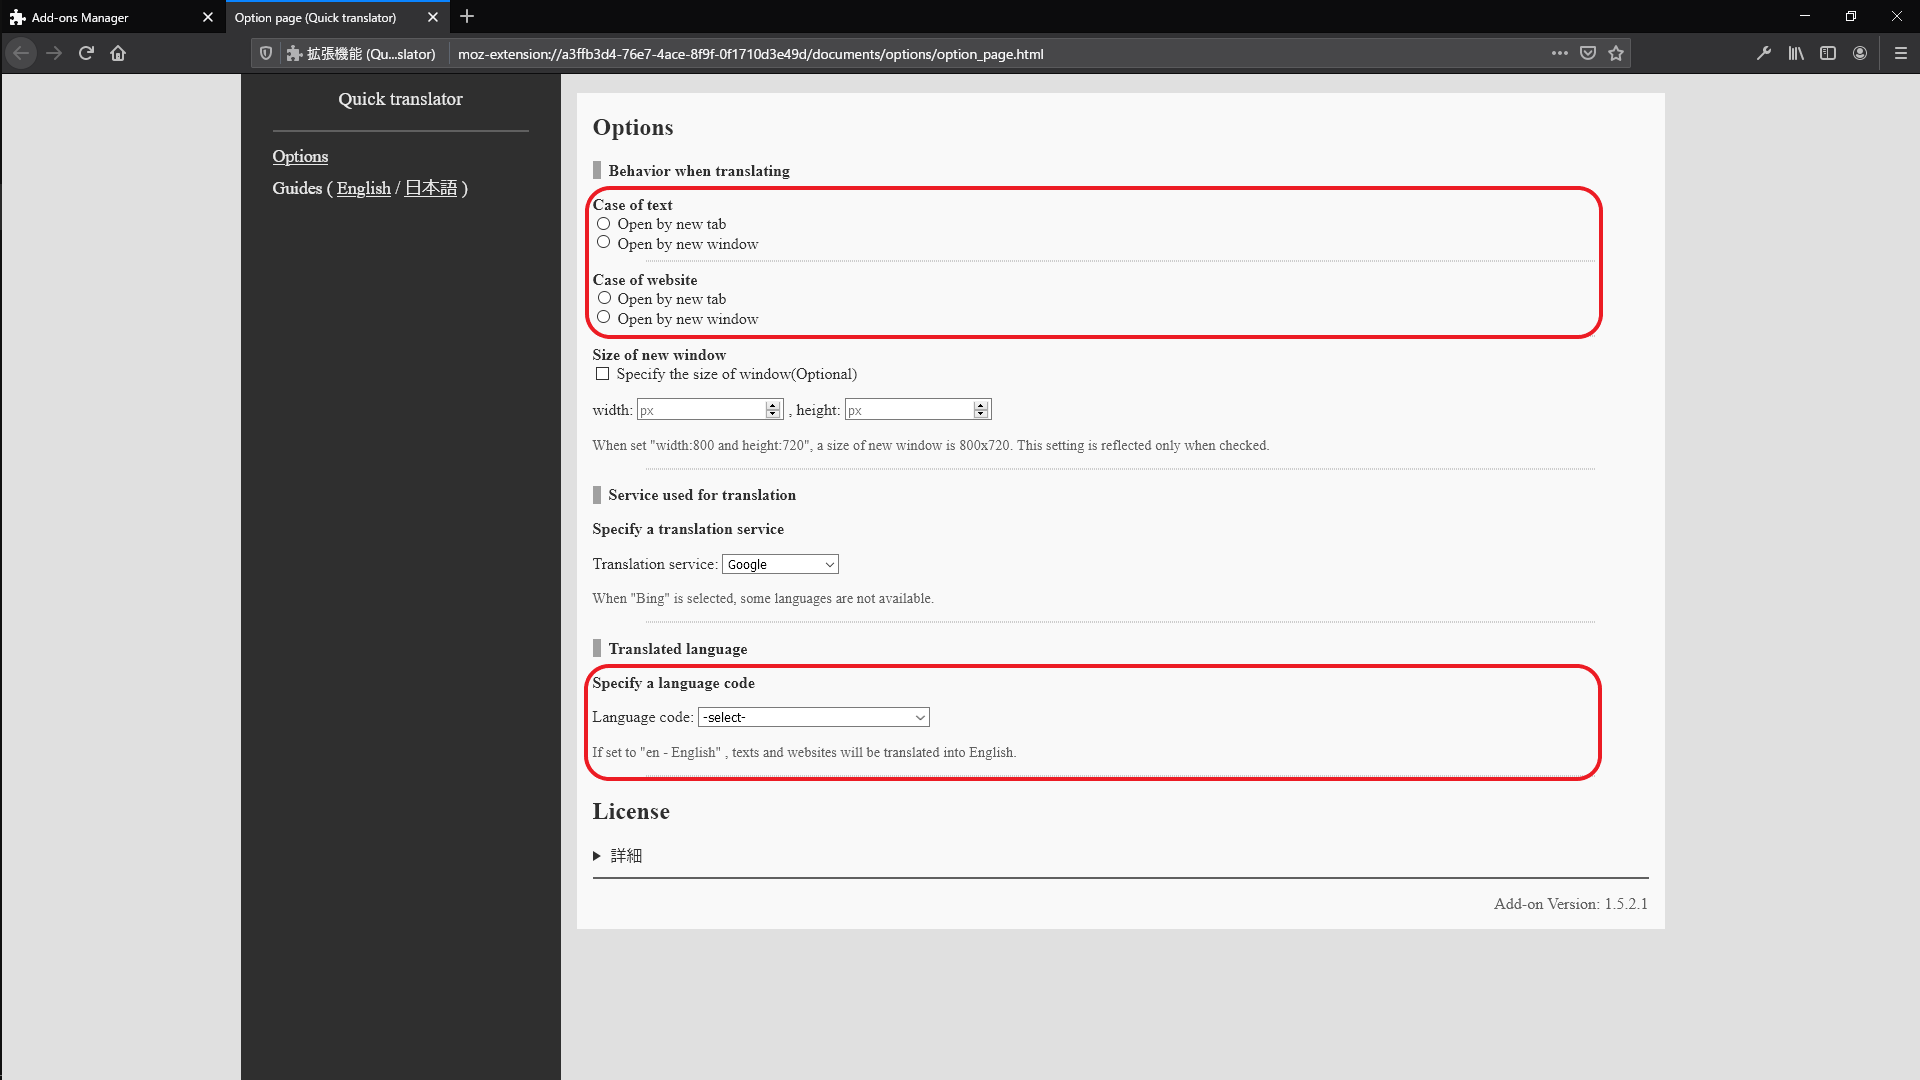 Add-ons Manager
Option page (Quick translator)
拡張機能 (Qu...slator)
moz-extension://a3ffb3d4-76e7-4ace-8f9f-0f1710d3e49d/documents/options/option_page.html
Quick translator
Options
Guides ( English / 日本語 )
Options
Behavior when translating
Case of text
Open by new tab
Open by new window
Case of website
Open by new tab
Open by new window
Size of new window
Specify the size of window(Optional)
width: px , height: px
When set "width:800 and height:720", a size of new window is 800x720. This setting is reflected only when checked.
Service used for translation
Specify a translation service
Translation service: Google
When "Bing" is selected, some languages are not available.
Translated language
Specify a language code
Language code: -select-
If set to "en - English" , texts and websites will be translated into English.
License
詳細
Add-on Version: 1.5.2.1